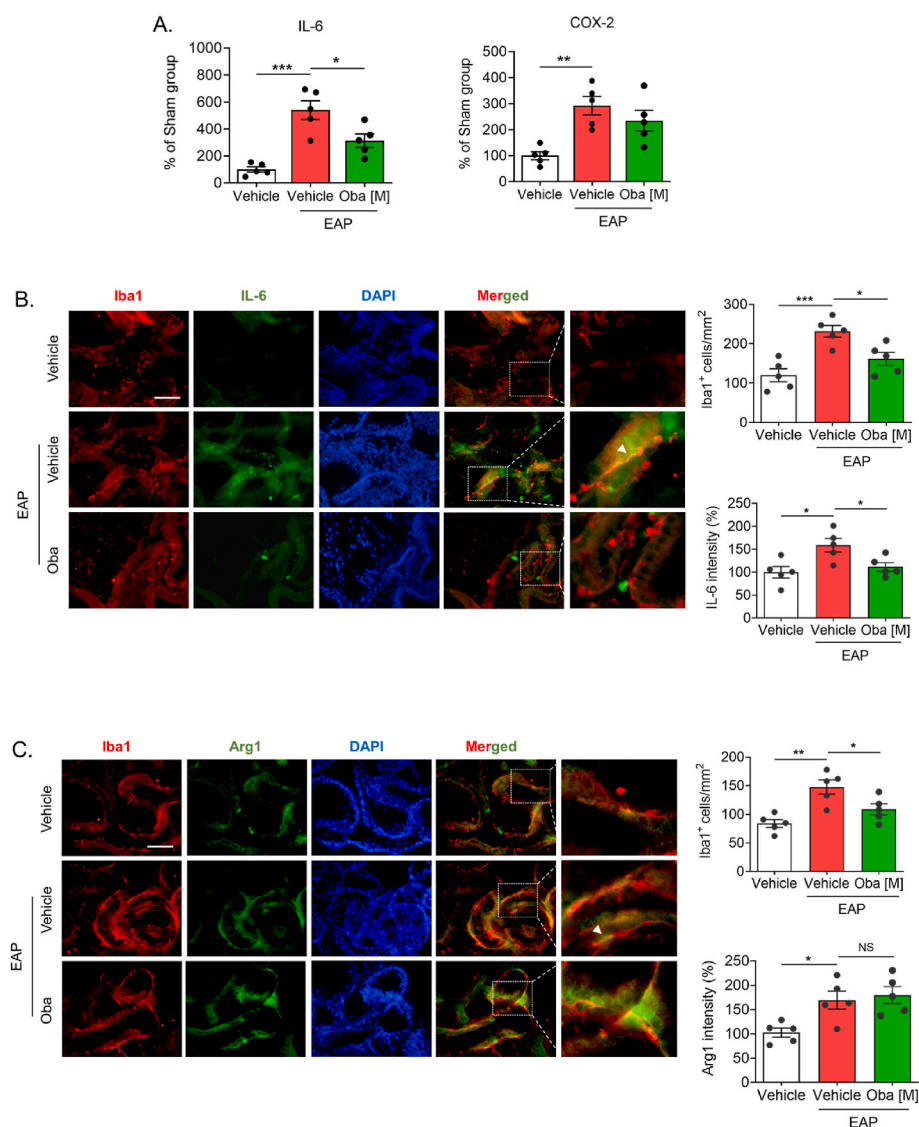 A.
IL-6
% of Sham group
1000
800
600
400
200
0
***
*
Vehicle Vehicle Oba [M]
EAP
COX-2
% of Sham group
500
400
300
200
100
0
**
Vehicle Vehicle Oba [M]
EAP
B.
Iba1 IL-6 DAPI Merged
Vehicle
Vehicle
Oba
EAP
Iba1+ cells/mm2
300
200
100
0
***
*
Vehicle Vehicle Oba [M]
EAP
IL-6 intensity (%)
250
200
150
100
50
0
*
*
Vehicle Vehicle Oba [M]
EAP
C.
Iba1 Arg1 DAPI Merged
Vehicle
Vehicle
Oba
EAP
Iba1+ cells/mm2
200
150
100
50
0
**
*
Vehicle Vehicle Oba [M]
EAP
Arg1 intensity (%)
250
200
150
100
50
0
*
NS
Vehicle Vehicle Oba [M]
EAP